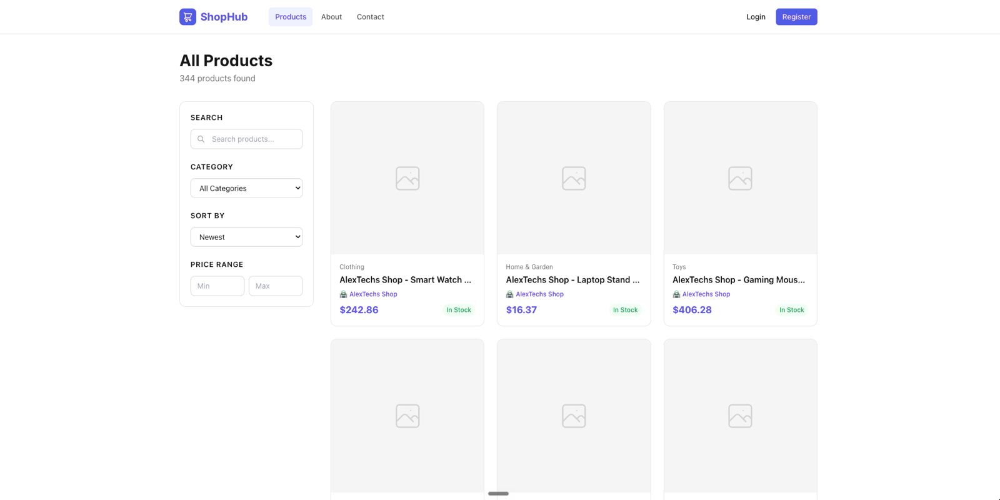 ShopHub
Products
About
Contact
Login
Register
All Products
344 products found
SEARCH
Search products...
CATEGORY
All Categories
SORT BY
Newest
PRICE RANGE
Min
Max
Clothing
AlexTechs Shop - Smart Watch ...
AlexTechs Shop
$242.86
In Stock
Home & Garden
AlexTechs Shop - Laptop Stand ...
AlexTechs Shop
$16.37
In Stock
Toys
AlexTechs Shop - Gaming Mous...
AlexTechs Shop
$406.28
In Stock